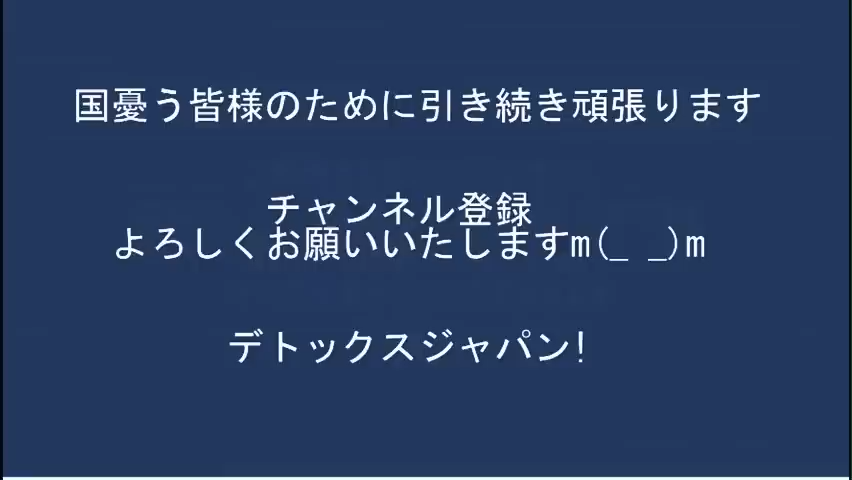 国憂う皆様のために引き続き頑張ります
チャンネル登録
よろしくお願いいたしますm(_ _)m
デトックスジャパン!